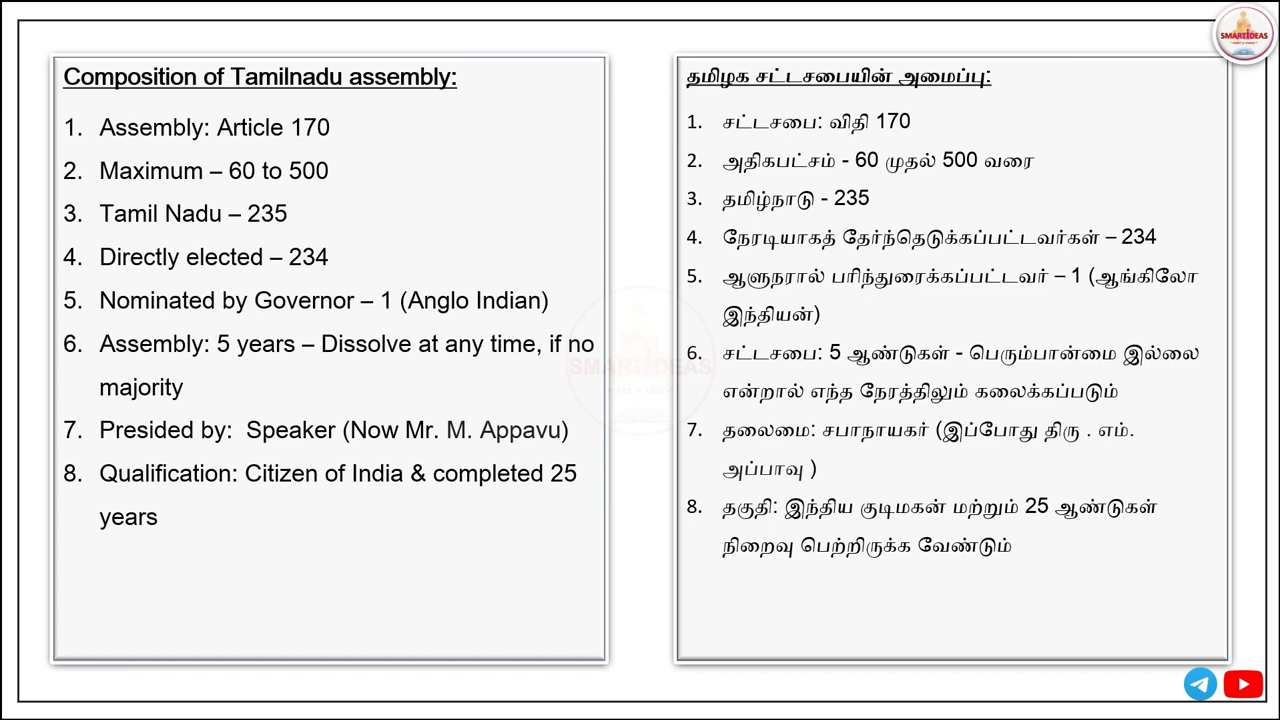 SMARTIDEAS
Composition of Tamilnadu assembly:
1. Assembly: Article 170
2. Maximum – 60 to 500
3. Tamil Nadu – 235
4. Directly elected – 234
5. Nominated by Governor – 1 (Anglo Indian)
6. Assembly: 5 years – Dissolve at any time, if no
majority
7. Presided by: Speaker (Now Mr. M. Appavu)
8. Qualification: Citizen of India & completed 25
years
தமிழக சட்டசபையின் அமைப்பு:
1. சட்டசபை: விதி 170
2. அதிகபட்சம் - 60 முதல் 500 வரை
3. தமிழ்நாடு - 235
4. நேரடியாகத் தேர்ந்தெடுக்கப்பட்டவர்கள் – 234
5. ஆளுநரால் பரிந்துரைக்கப்பட்டவர் – 1 (ஆங்கிலோ
இந்தியன்)
6. சட்டசபை: 5 ஆண்டுகள் - பெரும்பான்மை இல்லை
என்றால் எந்த நேரத்திலும் கலைக்கப்படும்
7. தலைமை: சபாநாயகர் (இப்போது திரு . எம்.
அப்பாவு )
8. தகுதி: இந்திய குடிமகன் மற்றும் 25 ஆண்டுகள்
நிறைவு பெற்றிருக்க வேண்டும்
SMARTIDEAS